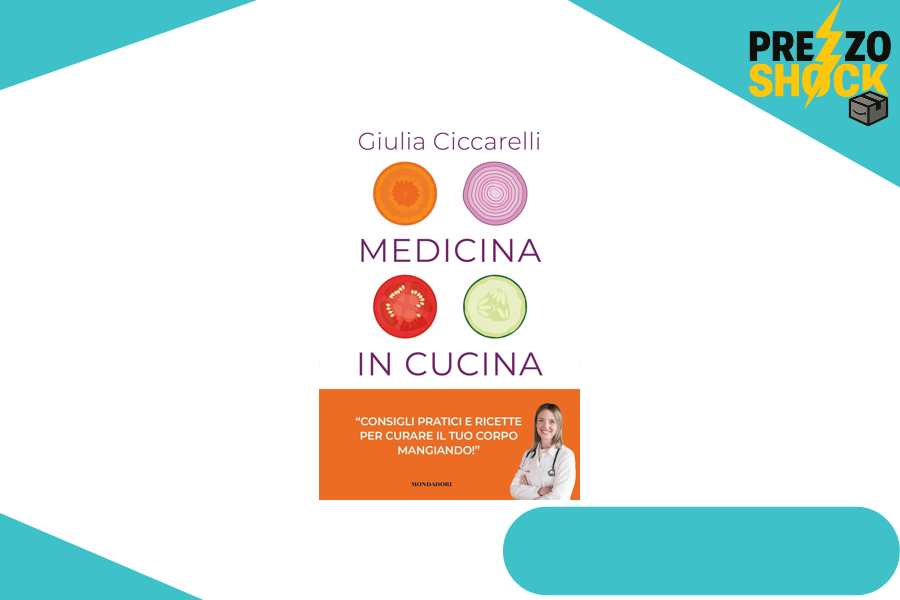 PREZZO
SHOCK
Giulia Ciccarelli
MEDICINA
IN CUCINA
“CONSIGLI PRATICI E RICETTE
PER CURARE IL TUO CORPO
MANGIANDO!”
MONDADORI